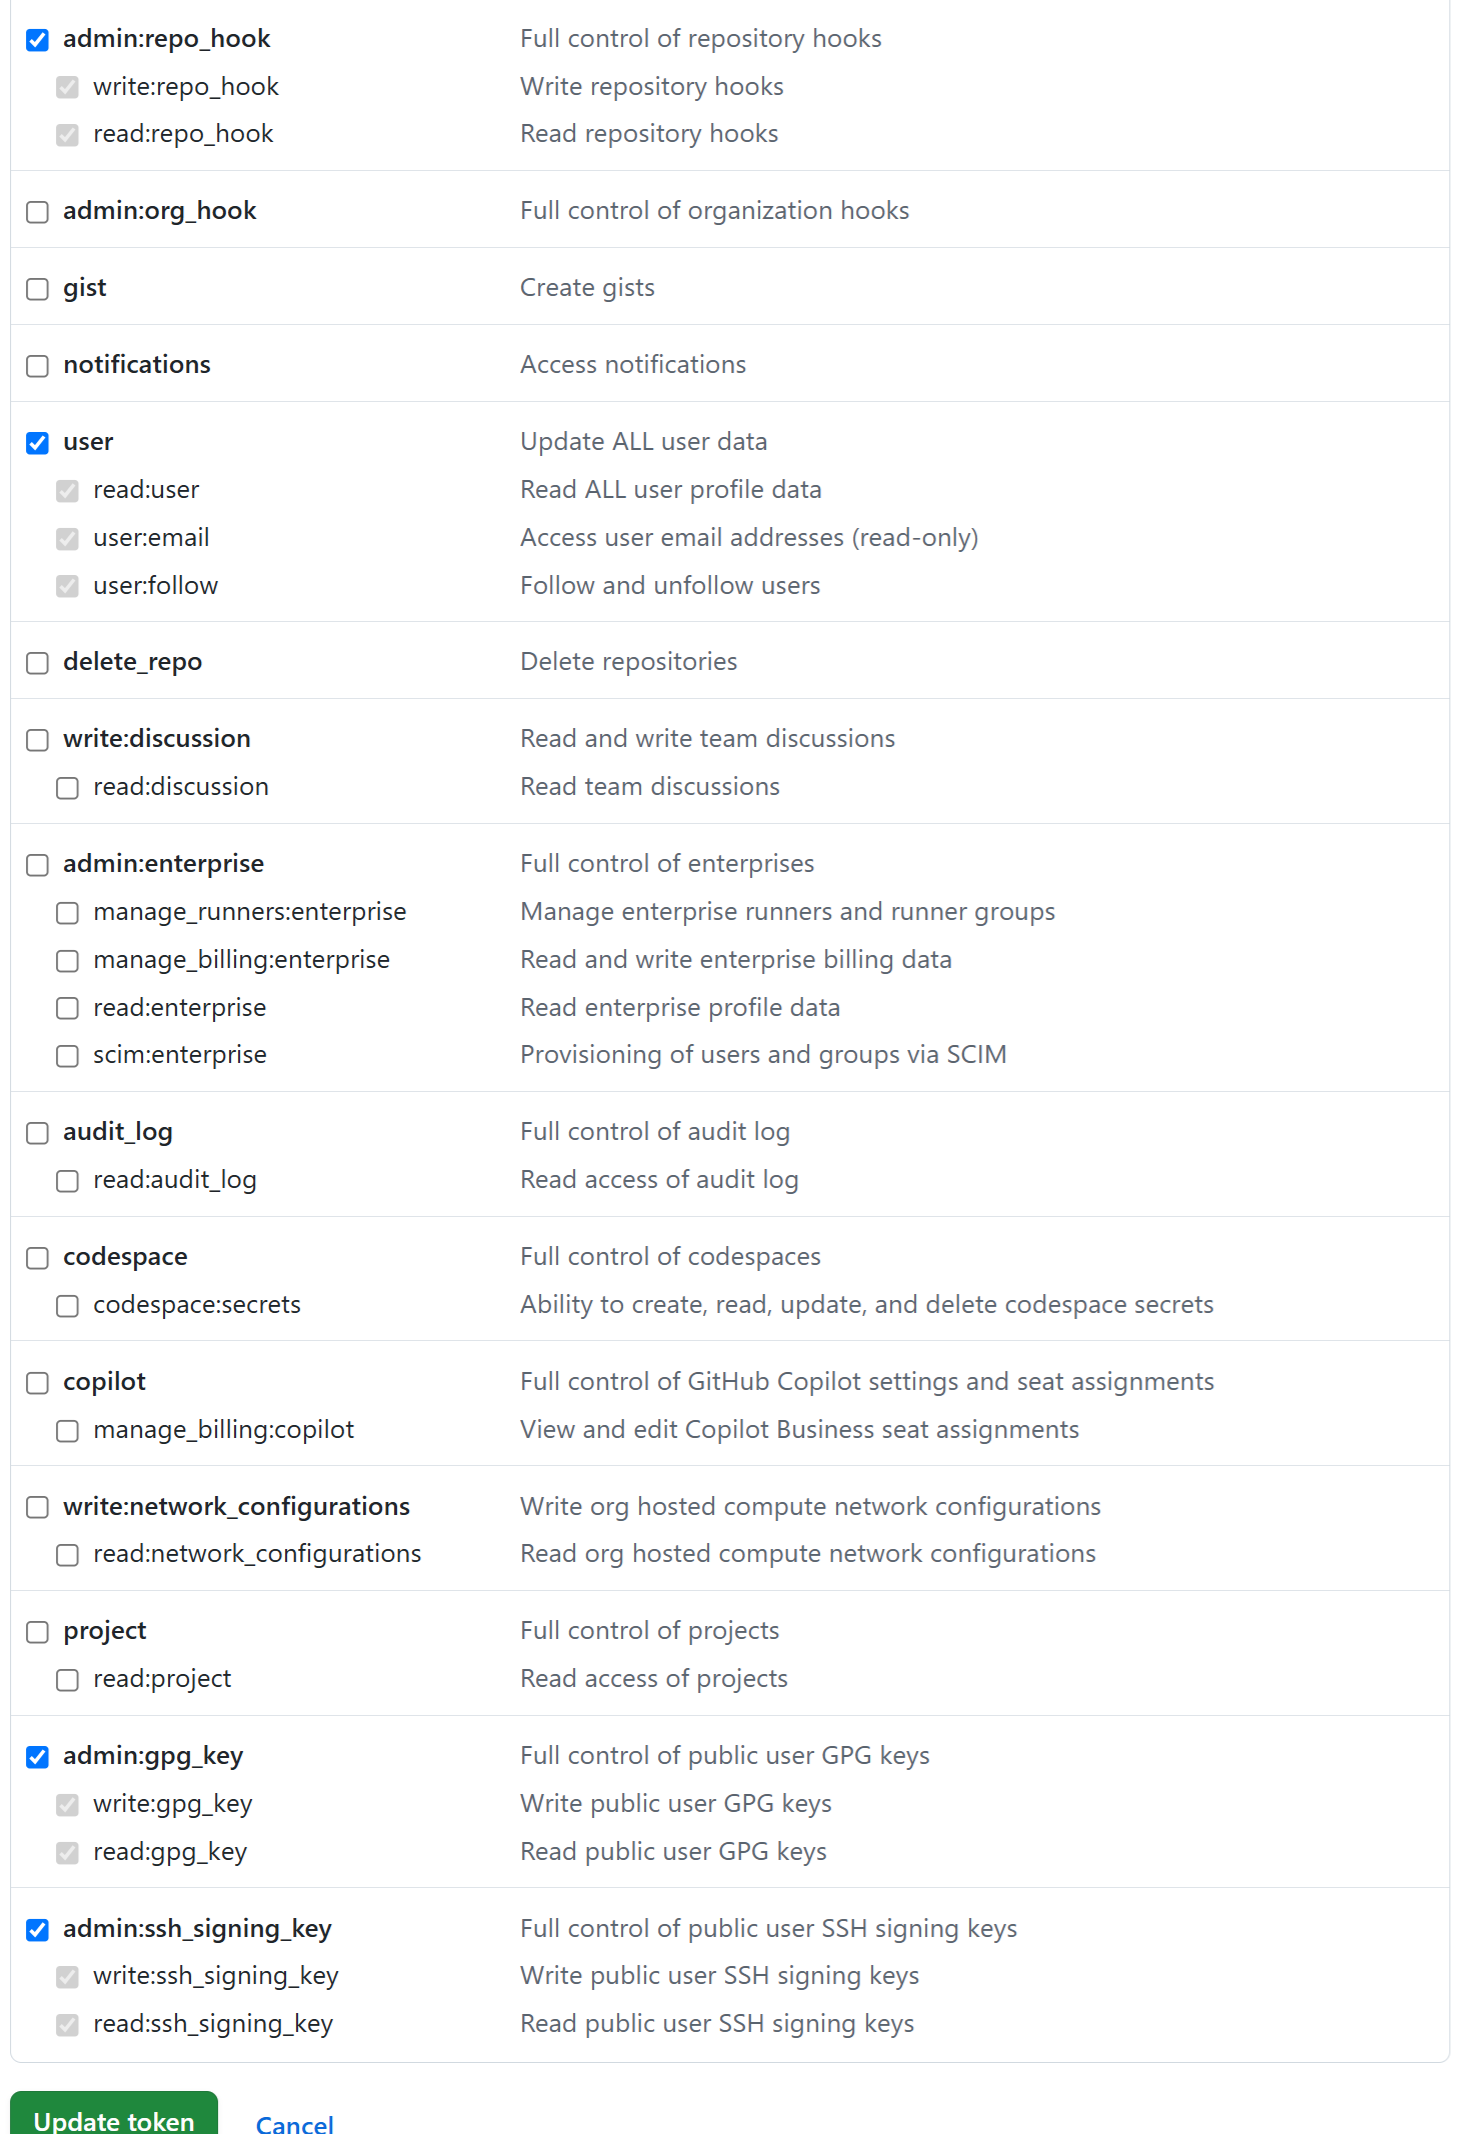 admin:repo_hook Full control of repository hooks
write:repo_hook Write repository hooks
read:repo_hook Read repository hooks
admin:org_hook Full control of organization hooks
gist Create gists
notifications Access notifications
user Update ALL user data
read:user Read ALL user profile data
user:email Access user email addresses (read-only)
user:follow Follow and unfollow users
delete_repo Delete repositories
write:discussion Read and write team discussions
read:discussion Read team discussions
admin:enterprise Full control of enterprises
manage_runners:enterprise Manage enterprise runners and runner groups
manage_billing:enterprise Read and write enterprise billing data
read:enterprise Read enterprise profile data
scim:enterprise Provisioning of users and groups via SCIM
audit_log Full control of audit log
read:audit_log Read access of audit log
codespace Full control of codespaces
codespace:secrets Ability to create, read, update, and delete codespace secrets
copilot Full control of GitHub Copilot settings and seat assignments
manage_billing:copilot View and edit Copilot Business seat assignments
write:network_configurations Write org hosted compute network configurations
read:network_configurations Read org hosted compute network configurations
project Full control of projects
read:project Read access of projects
admin:gpg_key Full control of public user GPG keys
write:gpg_key Write public user GPG keys
read:gpg_key Read public user GPG keys
admin:ssh_signing_key Full control of public user SSH signing keys
write:ssh_signing_key Write public user SSH signing keys
read:ssh_signing_key Read public user SSH signing keys
Update token Cancel